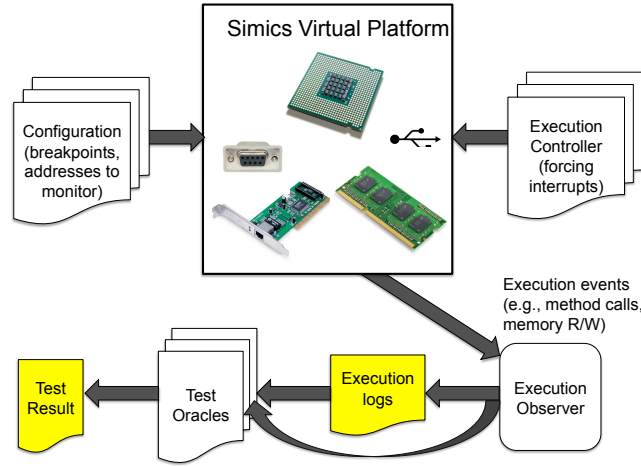 Simics Virtual Platform
Configuration
(breakpoints,
addresses to
monitor)
Execution
Controller
(forcing
interrupts)
Execution events
(e.g., method calls,
memory R/W)
Test
Result
Test
Oracles
Execution
logs
Execution
Observer